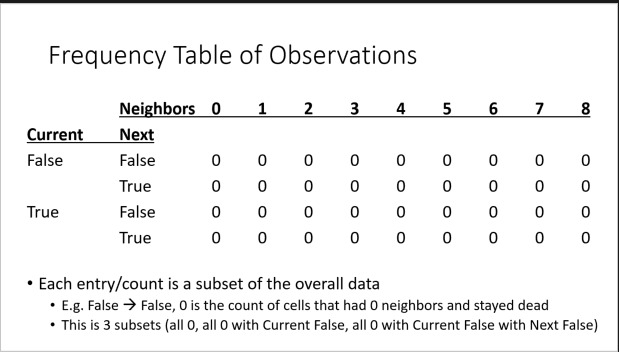 Frequency Table of Observations
Neighbors 0 1 2 3 4 5 6 7 8
Current Next
False False 0 0 0 0 0 0 0 0 0
True 0 0 0 0 0 0 0 0 0
True False 0 0 0 0 0 0 0 0 0
True 0 0 0 0 0 0 0 0 0
• Each entry/count is a subset of the overall data
• E.g. False → False, 0 is the count of cells that had 0 neighbors and stayed dead
• This is 3 subsets (all 0, all 0 with Current False, all 0 with Current False with Next False)